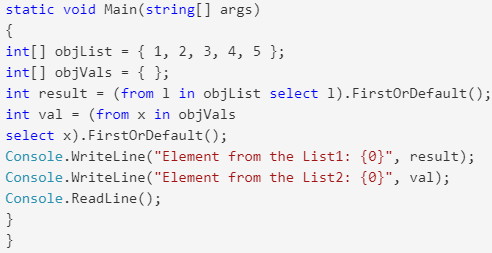 static void Main(string[] args)
{
int[] objList = { 1, 2, 3, 4, 5 };
int[] objVals = { };
int result = (from l in objList select l).FirstOrDefault();
int val = (from x in objVals
select x).FirstOrDefault();
Console.WriteLine("Element from the List1: {0}", result);
Console.WriteLine("Element from the List2: {0}", val);
Console.ReadLine();
}
}